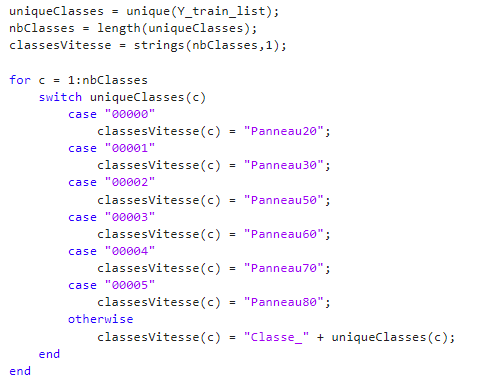 uniqueClasses = unique(Y_train_list);
nbClasses = length(uniqueClasses);
classesVitesse = strings(nbClasses,1);

for c = 1:nbClasses
    switch uniqueClasses(c)
        case "00000"
            classesVitesse(c) = "Panneau20";
        case "00001"
            classesVitesse(c) = "Panneau30";
        case "00002"
            classesVitesse(c) = "Panneau50";
        case "00003"
            classesVitesse(c) = "Panneau60";
        case "00004"
            classesVitesse(c) = "Panneau70";
        case "00005"
            classesVitesse(c) = "Panneau80";
        otherwise
            classesVitesse(c) = "Classe_" + uniqueClasses(c);
    end
end